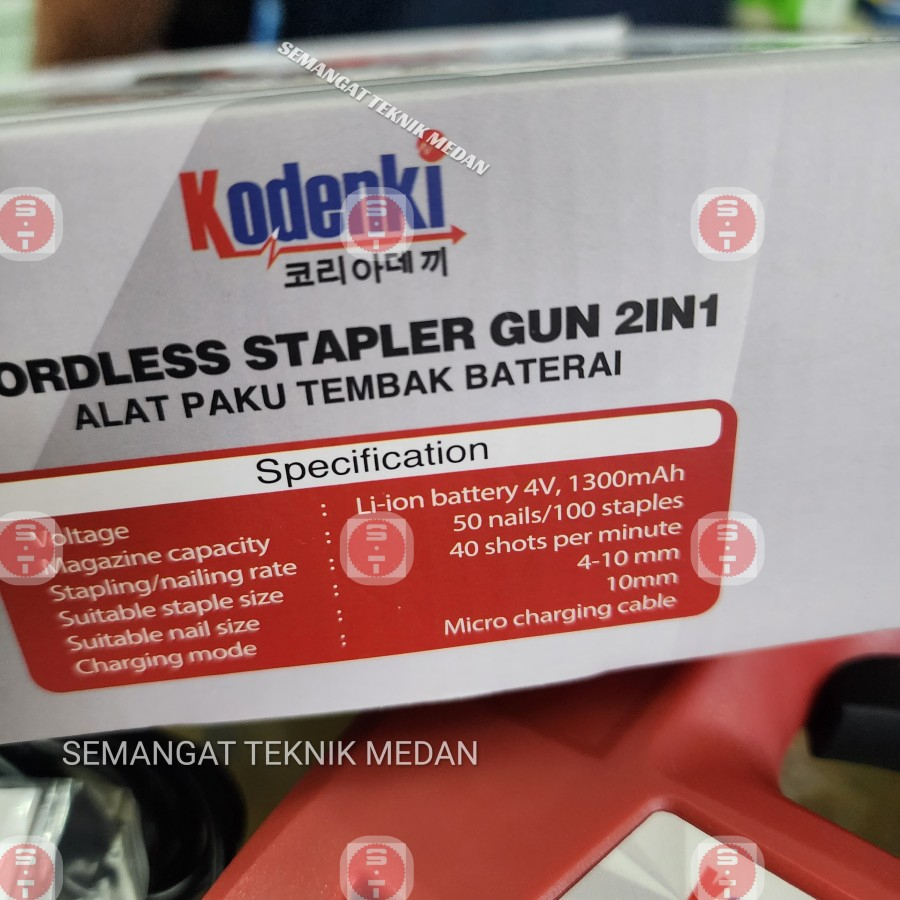 SEMANGAT TEKNIK MEDAN
Kodenki
코리아데끼
ORDLESS STAPLER GUN 2IN1
ALAT PAKU TEMBAK BATERAI
Specification
Voltage : Li-ion battery 4V, 1300mAh
Magazine capacity : 50 nails/100 staples
Stapling/nailing rate : 40 shots per minute
Suitable staple size : 4-10 mm
Suitable nail size : 10mm
Charging mode : Micro charging cable
SEMANGAT TEKNIK MEDAN